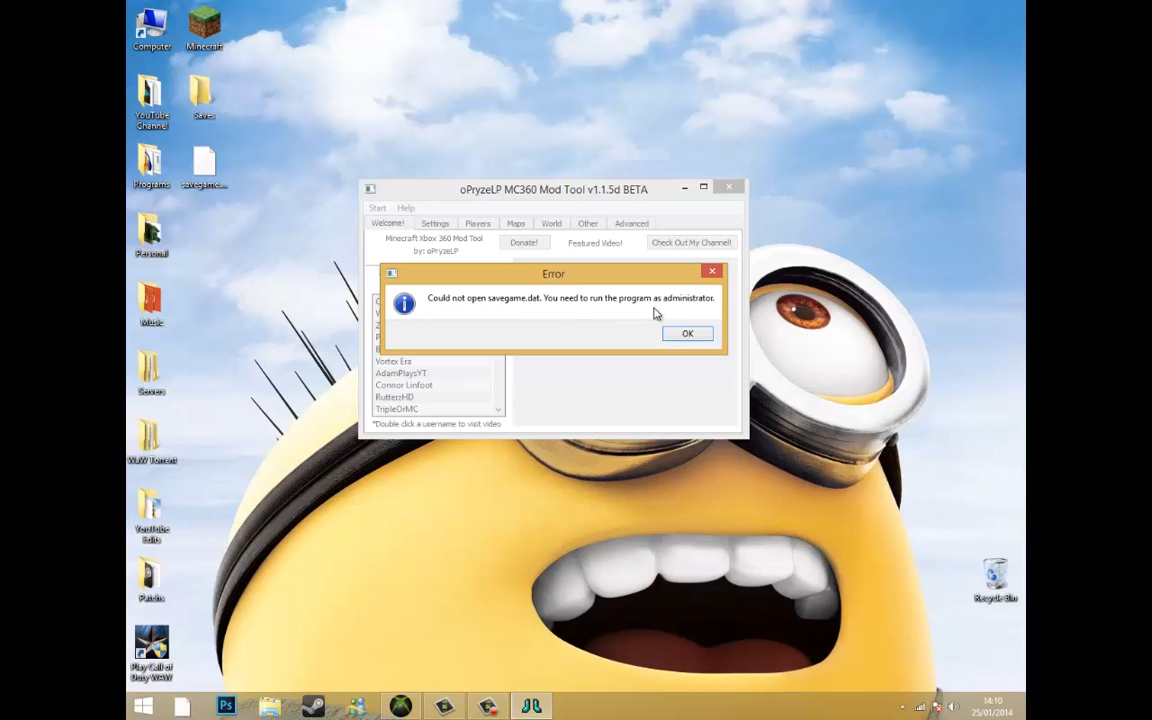 Computer
Minecraft
YouTube
Channel
Saves
Programs
savegame....
Personal
Music
Servers
WaW Torrent
YouTube
Edits
Patchs
Play Call of
Duty WAW
oPryzeLP MC360 Mod Tool v1.1.5d BETA
Start Help
Welcome! Settings Players Maps World Other Advanced
Minecraft Xbox 360 Mod Tool
by: oPryzeLP
Donate! Featured Video! Check Out My Channel!
Error
Could not open savegame.dat. You need to run the program as administrator.
OK
Vortex Era
AdamPlaysYT
Connor Linfoot
RutterzHD
TripleOrMC
*Double click a username to visit video
Recycle Bin
Ps
14:10
25/01/2014